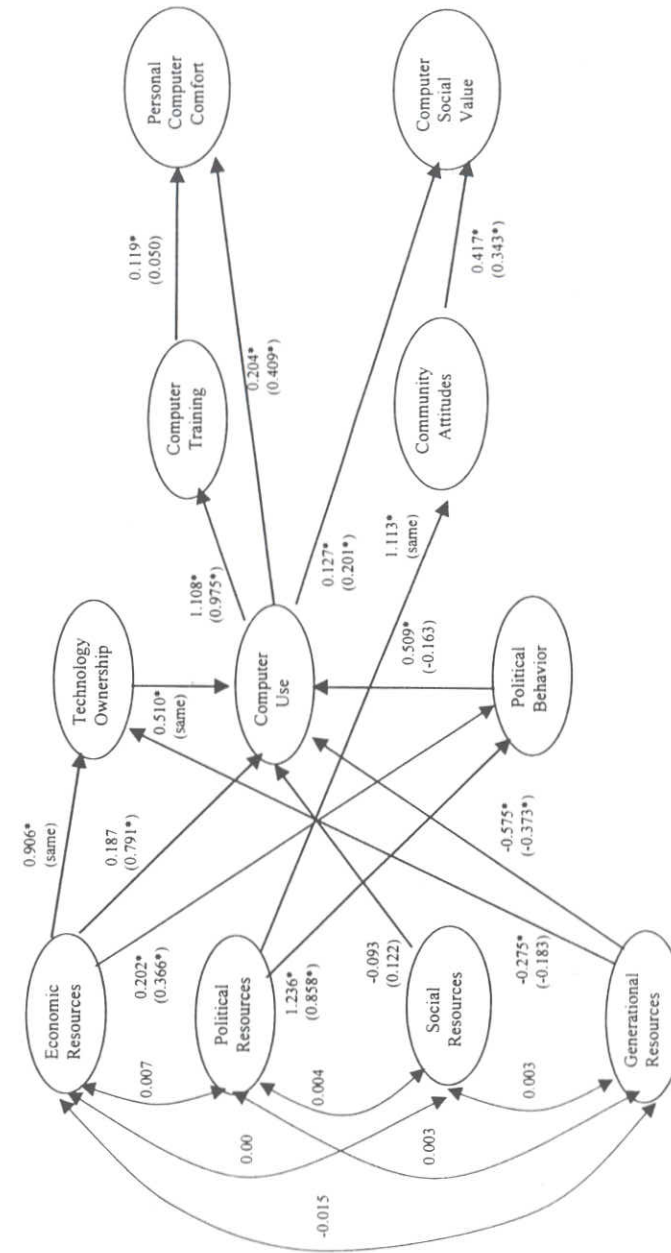 Economic
Resources
Political
Resources
Social
Resources
Generational
Resources
0.007
0.004
0.003
0.00
0.003
-0.015
0.906*
(same)
0.187
(0.791*)
0.202*
(0.366*)
1.236*
(0.858*)
-0.093
(0.122)
-0.275*
(-0.183)
-0.575*
(-0.373*)
Technology
Ownership
0.510*
(same)
Computer
Use
0.509*
(-0.163)
Political
Behavior
1.108*
(0.975*)
0.204*
(0.409*)
0.127*
(0.201*)
1.113*
(same)
Computer
Training
Community
Attitudes
0.119*
(0.050)
0.417*
(0.343*)
Personal
Computer
Comfort
Computer
Social
Value